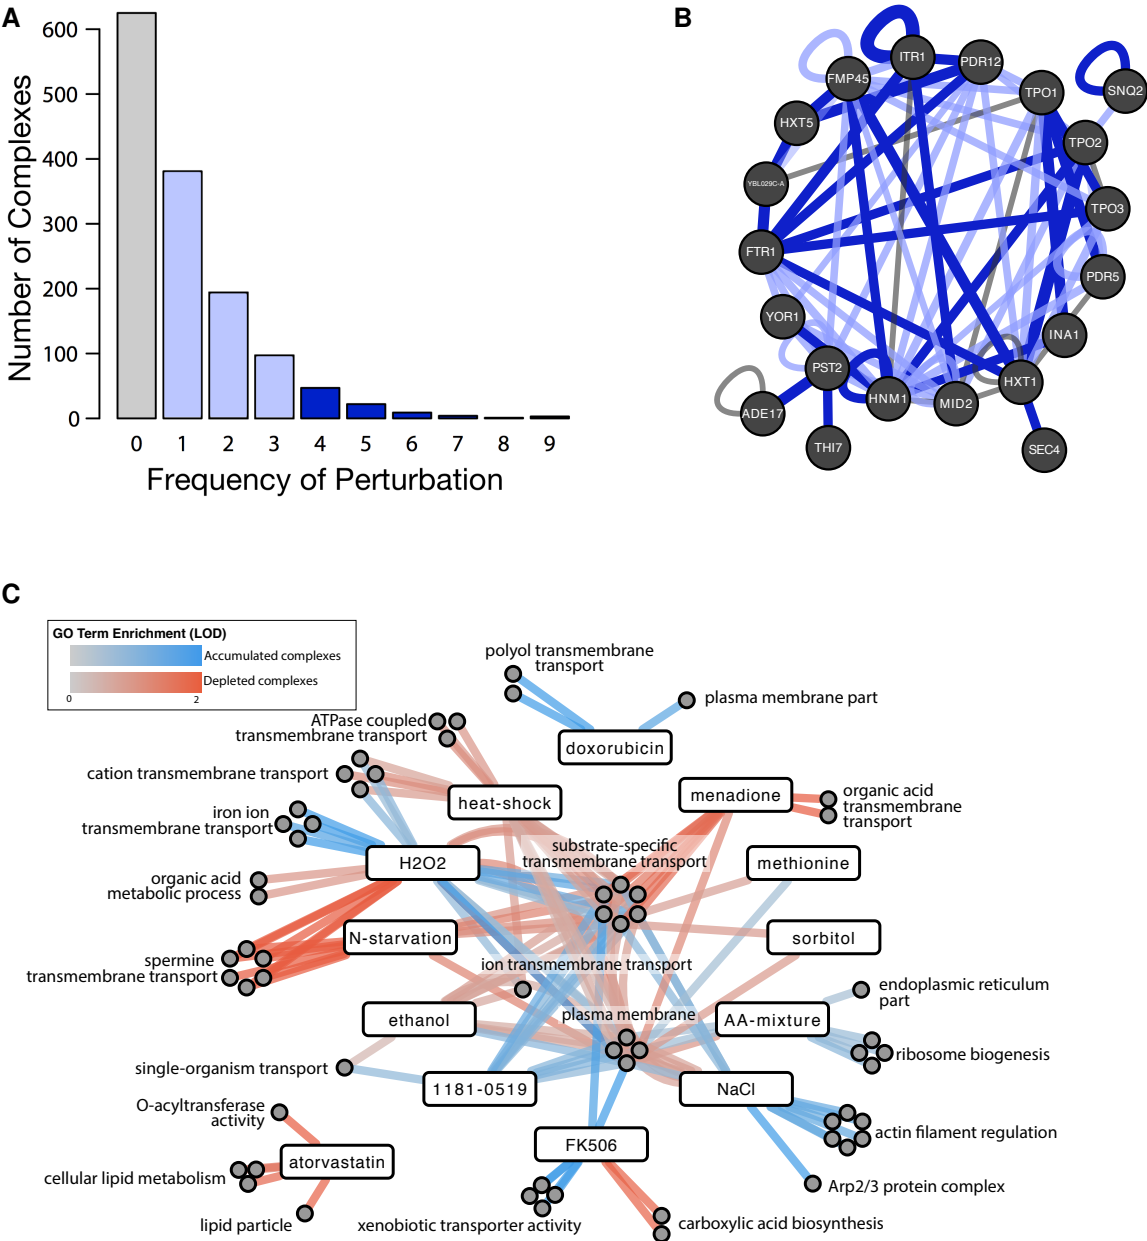 A
Number of Complexes
600
500
400
300
200
100
0
0 1 2 3 4 5 6 7 8 9
Frequency of Perturbation
B
ITR1
PDR12
FMP45
TPO1
SNQ2
HXT5
TPO2
YBL029C-A
TPO3
FTR1
PDR5
YOR1
INA1
PST2
HXT1
HNM1
MID2
ADE17
THI7
SEC4
C
GO Term Enrichment (LOD)
Accumulated complexes
Depleted complexes
0 2
polyol transmembrane
transport
plasma membrane part
doxorubicin
ATPase coupled
transmembrane transport
cation transmembrane transport
heat-shock
menadione
organic acid
transmembrane
transport
iron ion
transmembrane transport
H2O2
substrate-specific
transmembrane transport
methionine
organic acid
metabolic process
N-starvation
sorbitol
spermine
transmembrane transport
ion transmembrane transport
endoplasmic reticulum
part
ethanol
plasma membrane
AA-mixture
ribosome biogenesis
single-organism transport
1181-0519
NaCl
O-acyltransferase
activity
actin filament regulation
FK506
atorvastatin
cellular lipid metabolism
Arp2/3 protein complex
lipid particle
xenobiotic transporter activity
carboxylic acid biosynthesis